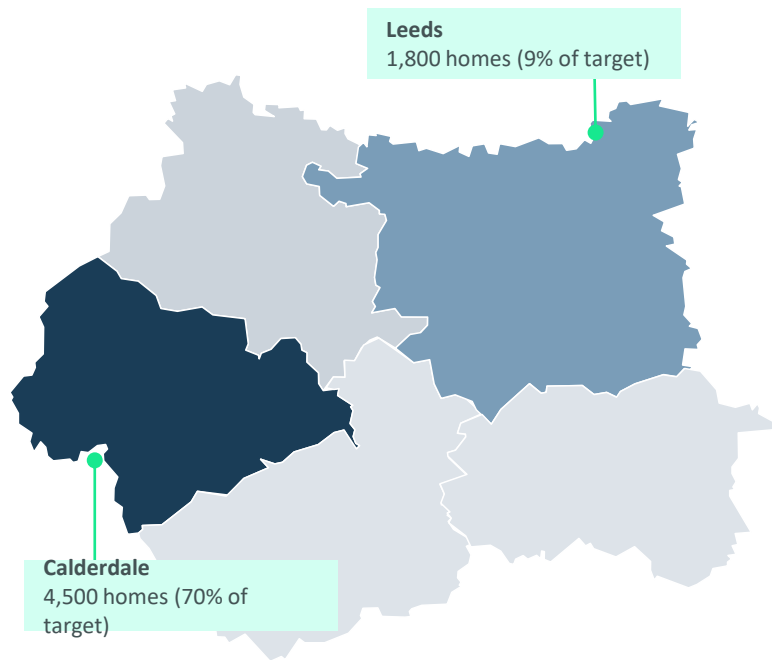 Leeds
1,800 homes (9% of target)
Calderdale
4,500 homes (70% of
target)